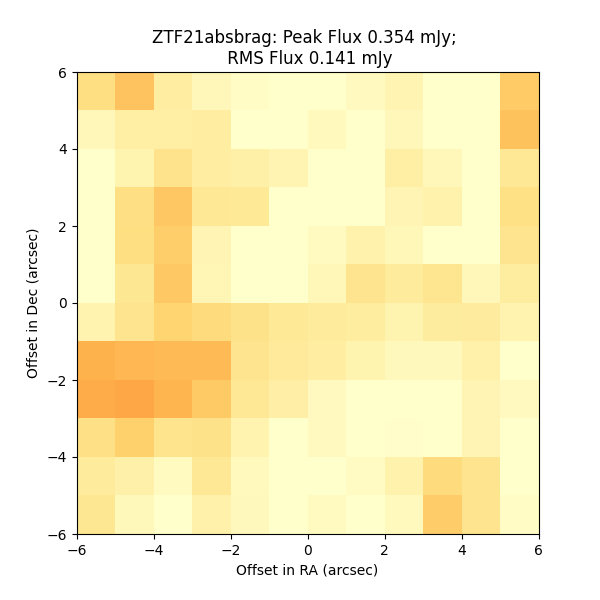 ZTF21absbrag: Peak Flux 0.354 mJy;
RMS Flux 0.141 mJy
6
4
2
0
−2
−4
−6
Offset in Dec (arcsec)
−6 −4 −2 0 2 4 6
Offset in RA (arcsec)